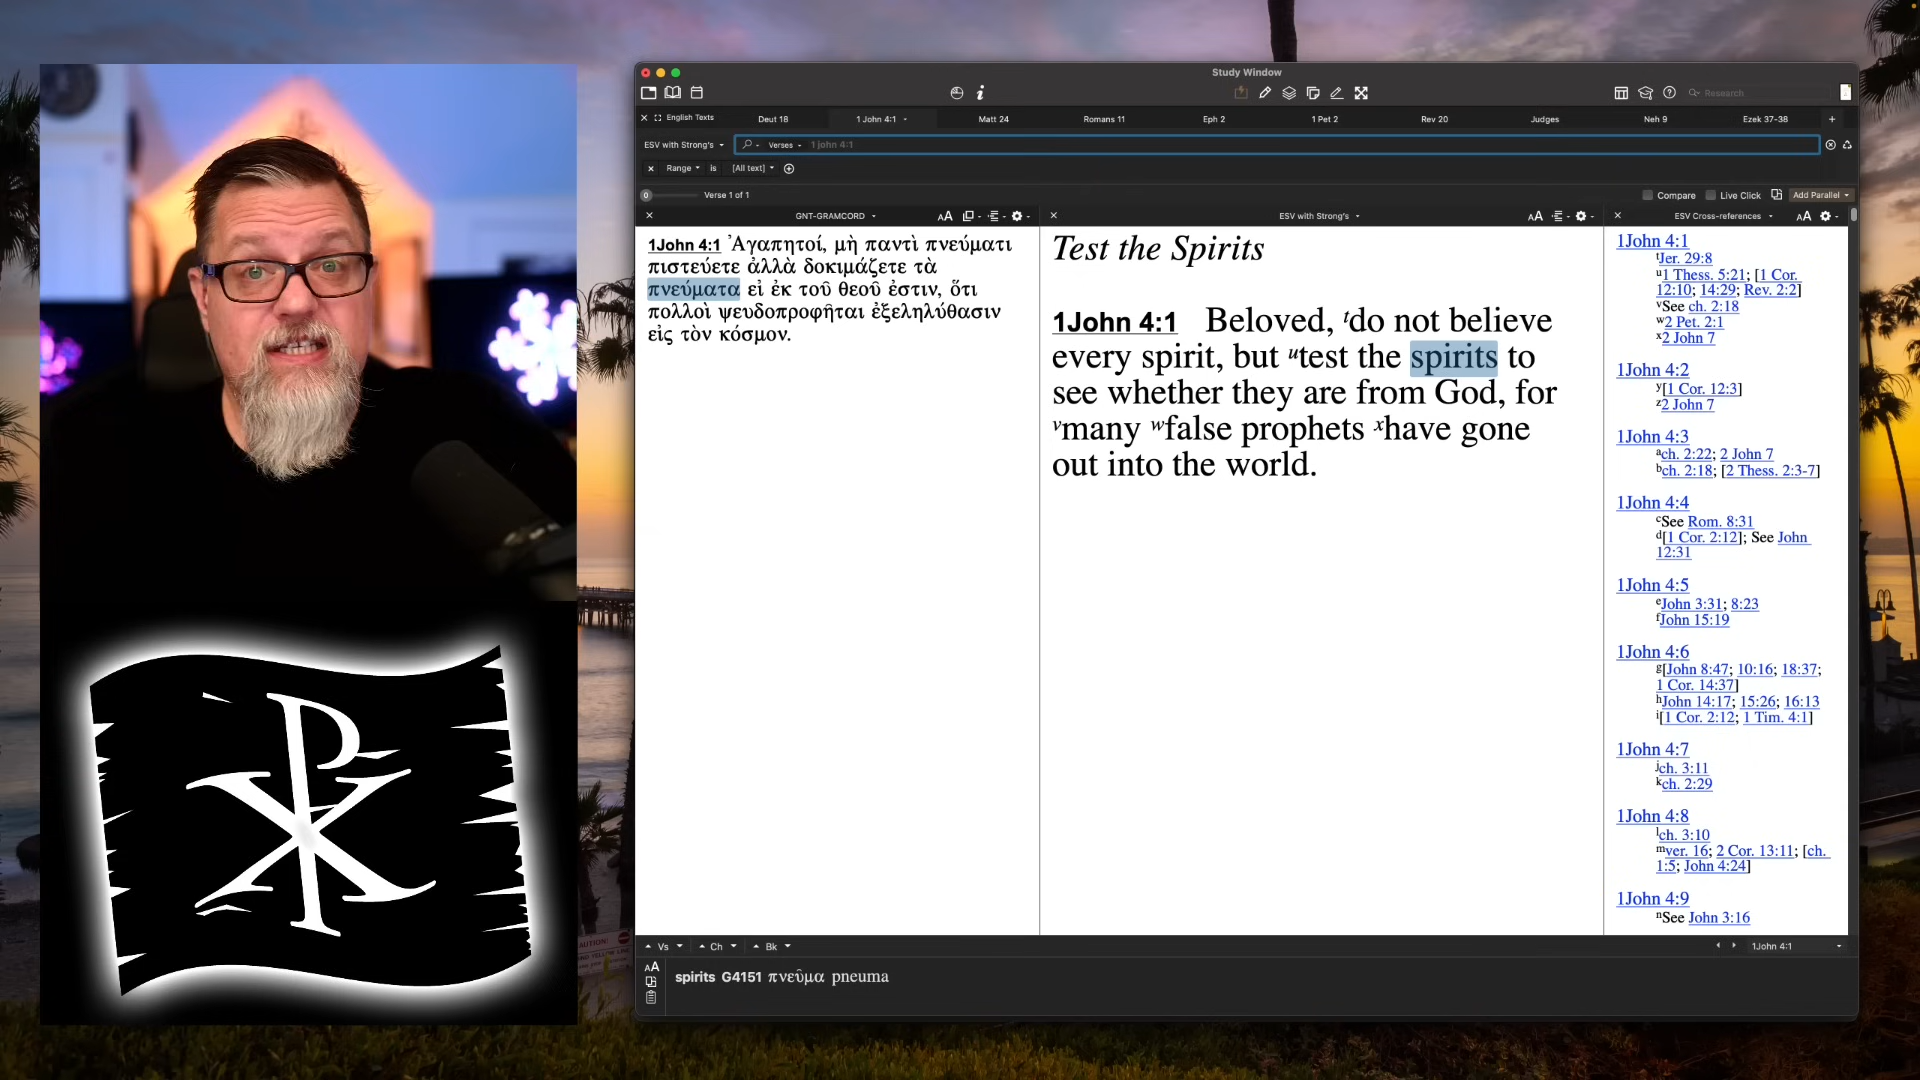 Study Window
Research
English Texts
Deut 18
1 John 4:1
Matt 24
Romans 11
Eph 2
1 Pet 2
Rev 20
Judges
Neh 9
Ezek 37-38
ESV with Strong's
Verses
1 john 4:1
Range
is
[All text]
0
Verse 1 of 1
Compare
Live Click
Add Parallel
GNT-GRAMCORD
ESV with Strong's
ESV Cross-references
1John 4:1 Ἀγαπητοί, μὴ παντὶ πνεύματι
πιστεύετε ἀλλὰ δοκιμάζετε τὰ
πνεύματα εἰ ἐκ τοῦ θεοῦ ἐστιν, ὅτι
πολλοὶ ψευδοπροφῆται ἐξεληλύθασιν
εἰς τὸν κόσμον.
Test the Spirits
1John 4:1 Beloved, ᵗdo not believe
every spirit, but ᵘtest the spirits to
see whether they are from God, for
ᵛmany ʷfalse prophets ˣhave gone
out into the world.
1John 4:1
ᵗJer. 29:8
ᵘ1 Thess. 5:21; [1 Cor.
12:10; 14:29; Rev. 2:2]
ᵛSee ch. 2:18
ʷ2 Pet. 2:1
ˣ2 John 7
1John 4:2
ʸ[1 Cor. 12:3]
ᶻ2 John 7
1John 4:3
ᵃch. 2:22; 2 John 7
ᵇch. 2:18; [2 Thess. 2:3-7]
1John 4:4
ᶜSee Rom. 8:31
ᵈ[1 Cor. 2:12]; See John
12:31
1John 4:5
ᵉJohn 3:31; 8:23
ᶠJohn 15:19
1John 4:6
ᵍ[John 8:47; 10:16; 18:37;
1 Cor. 14:37]
ʰJohn 14:17; 15:26; 16:13
ⁱ[1 Cor. 2:12; 1 Tim. 4:1]
1John 4:7
ʲch. 3:11
ᵏch. 2:29
1John 4:8
ˡch. 3:10
ᵐver. 16; 2 Cor. 13:11; [ch.
1:5; John 4:24]
1John 4:9
ⁿSee John 3:16
Vs
Ch
Bk
1John 4:1
spirits G4151 πνεῦμα pneuma